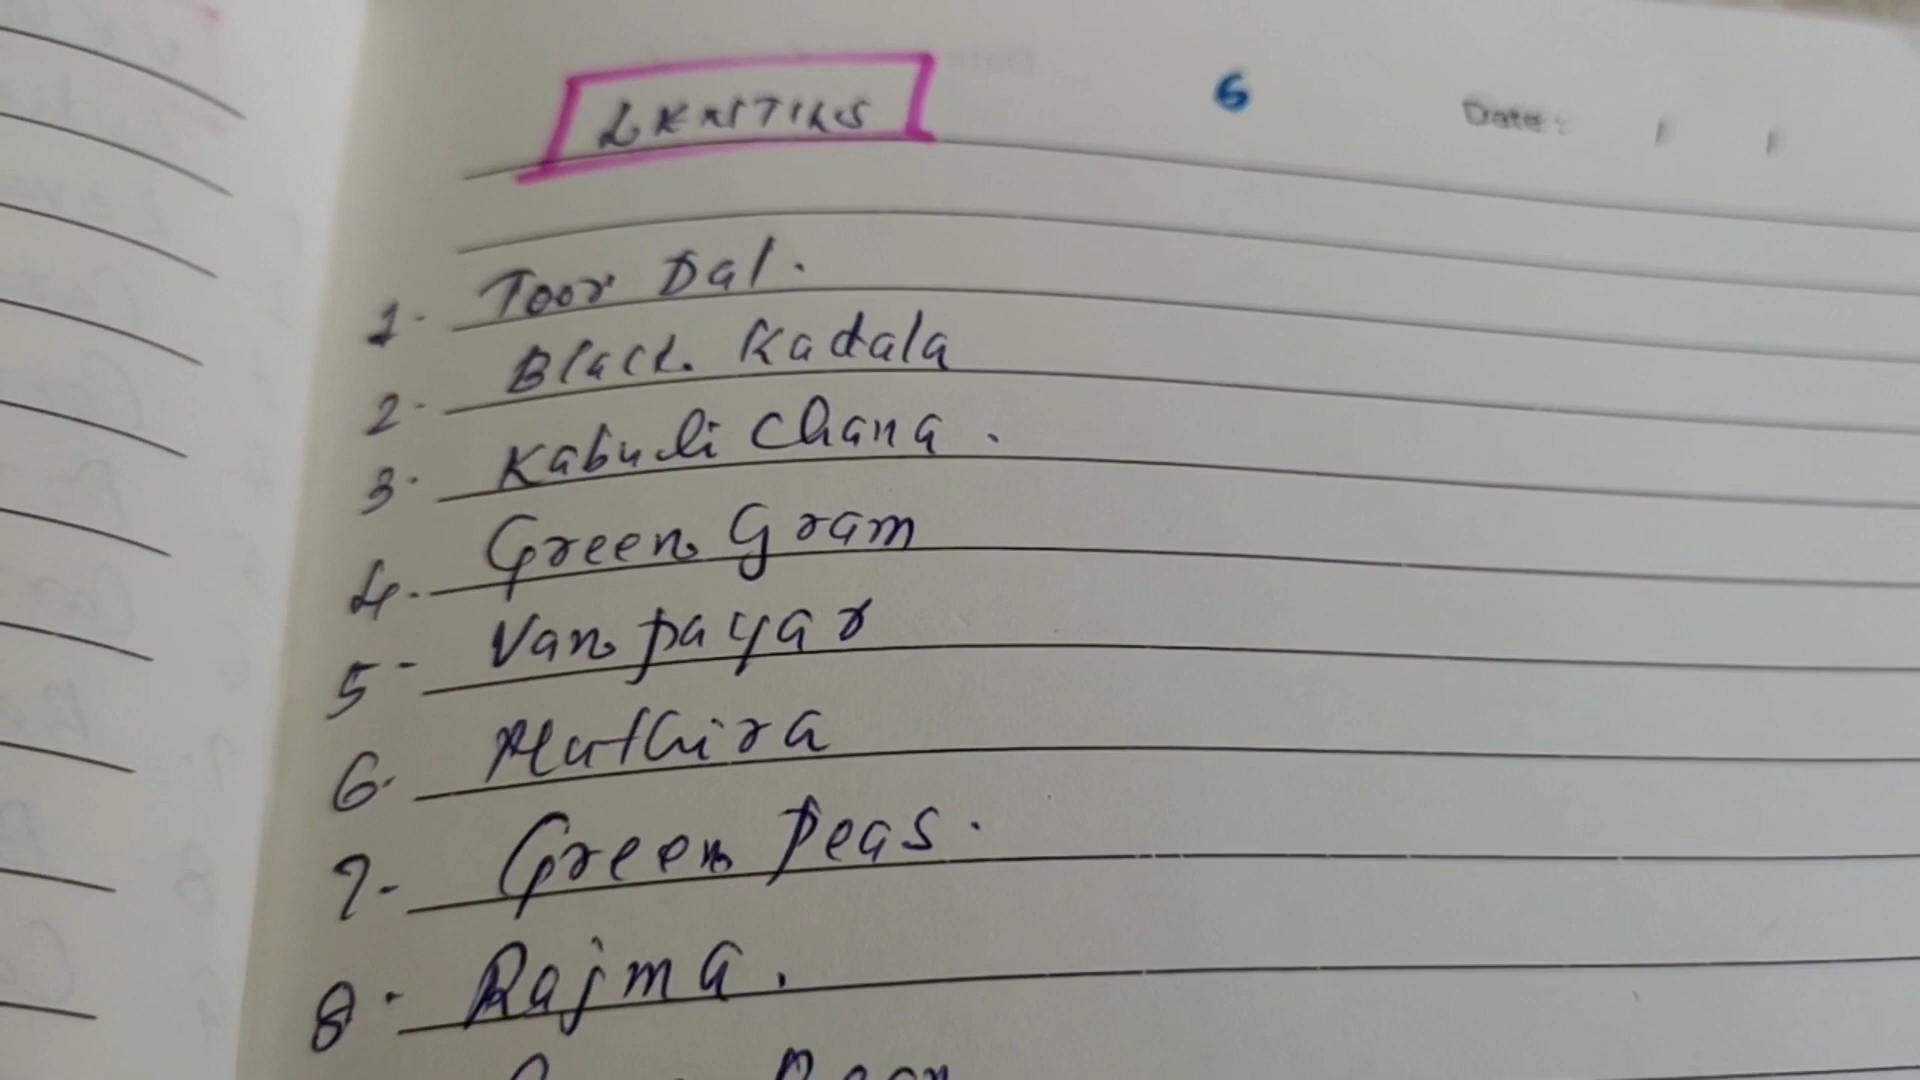 LENTILS
6
Date:
1. Toor Dal.
2. Black Kadala
3. Kabuli Chana.
4. Green Gram
5- Van payar
6. Muthira
7- Green Peas.
8- Rajma.